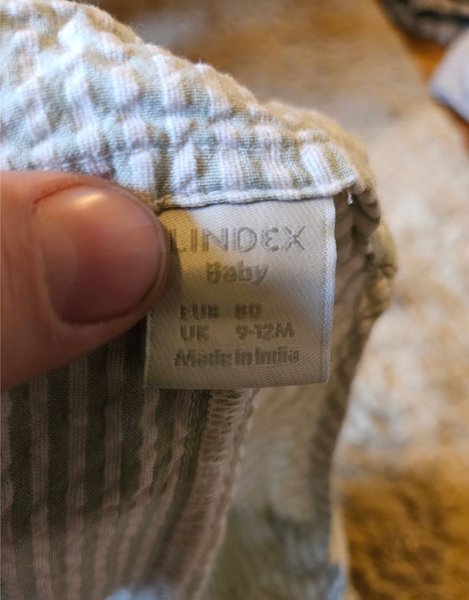 LINDEX
Baby
EUR 80
UK 9-12M
Made in India